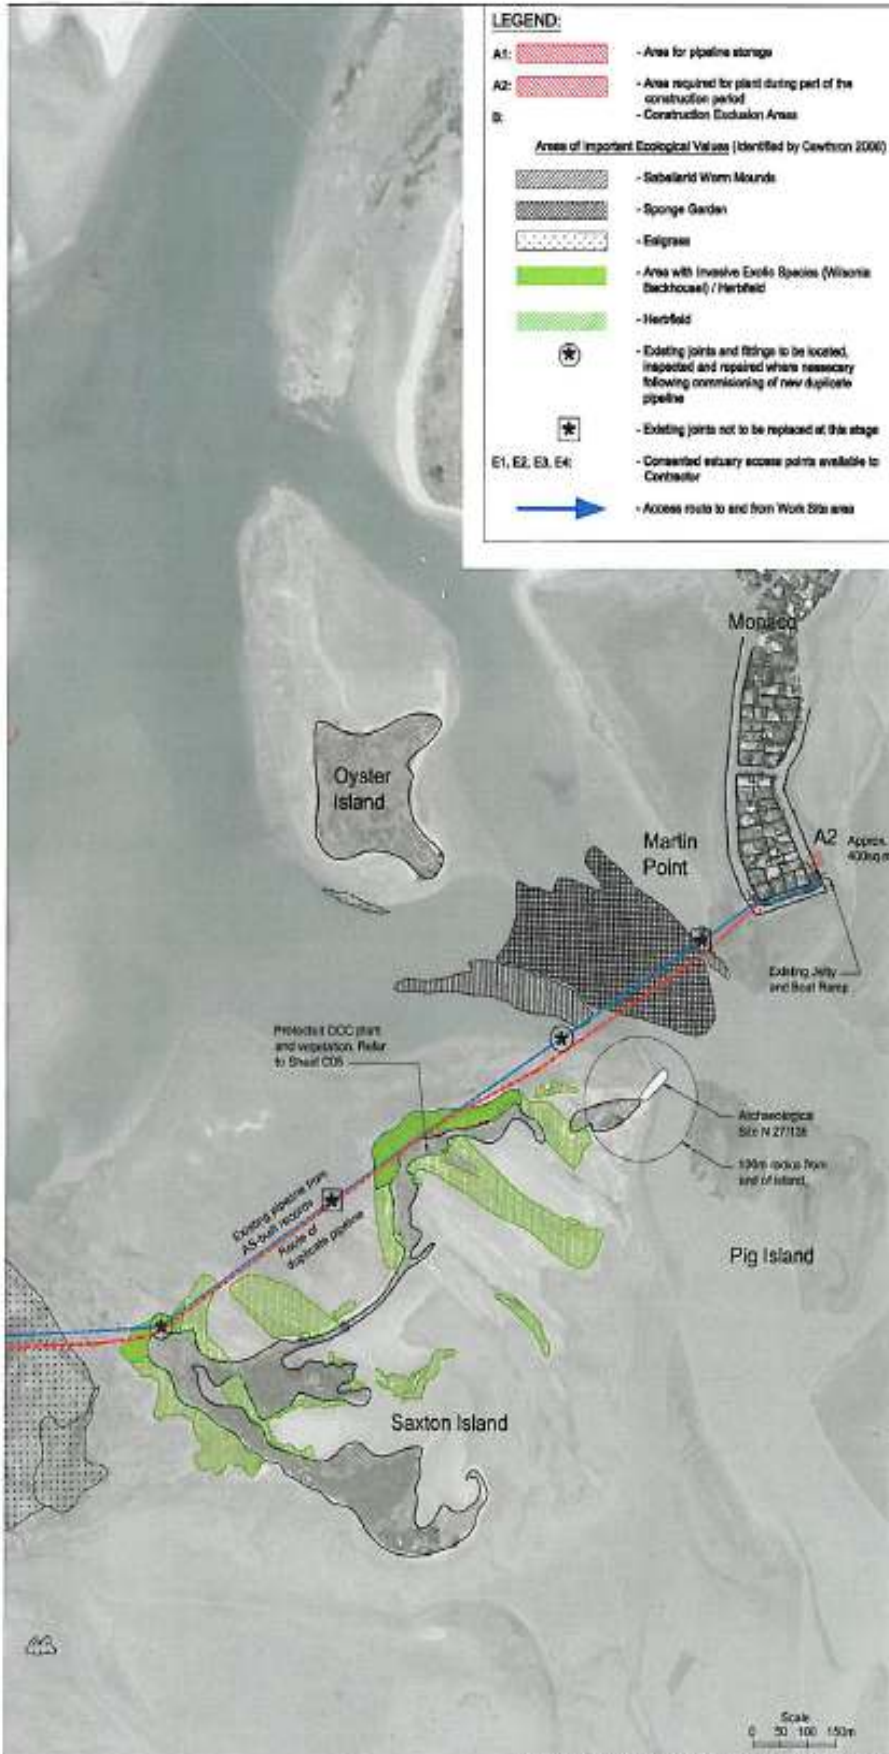 LEGEND:
A1: - Area for pipeline storage
A2: - Area required for plant during part of the
construction period
B: - Construction Exclusion Areas
Areas of Important Ecological Values (Identified by Cawthron
- Sabellarid Worm Mounds
- Sponge Garden
- Eelgrass
- Area with Invasive Exotic Species (Wilsonia
Backhousei) / Herbfield
- Herbfield
- Existing joints and fittings to be located,
inspected and repaired where nessecary
following commisioning of new duplicate
pipeline
- Existing joints not to be replaced at this stage
E1, E2, E3, E4: - Consented estuary access points available to
Contractor
- Access route to and from Work Site area
Monaco
Oyster
Island
Martin
Point
A2 Approx.
400sq.m
Existing Jetty
and Boat Ramp
Protected DCC plant
and vegetation. Refer
to Sheet C05
Archaeological
Site N 27/
100m radius from
end of island.
Existing pipeline from
AS-built records
Route of
duplicate pipeline
Pig Island
Saxton Island
Scale
0 50 100 150m